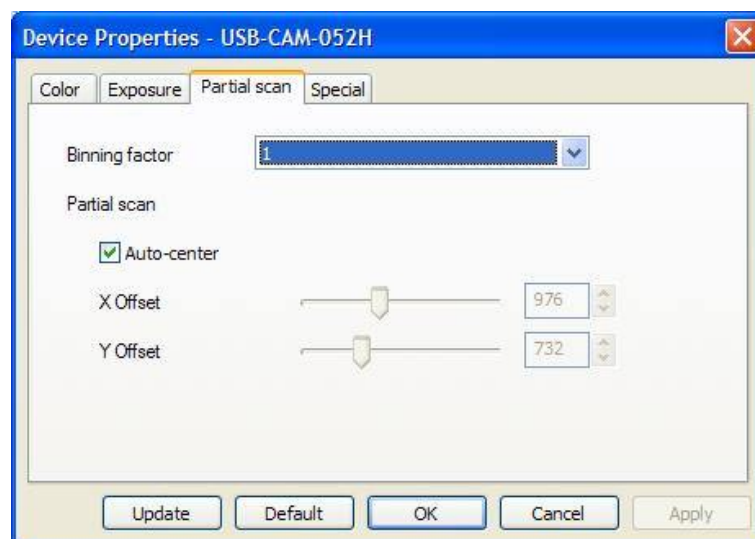 Device Properties - USB-CAM-052H
Color Exposure Partial scan Special
Binning factor 1
Partial scan
Auto-center
X Offset 976
Y Offset 732
Update Default OK Cancel Apply